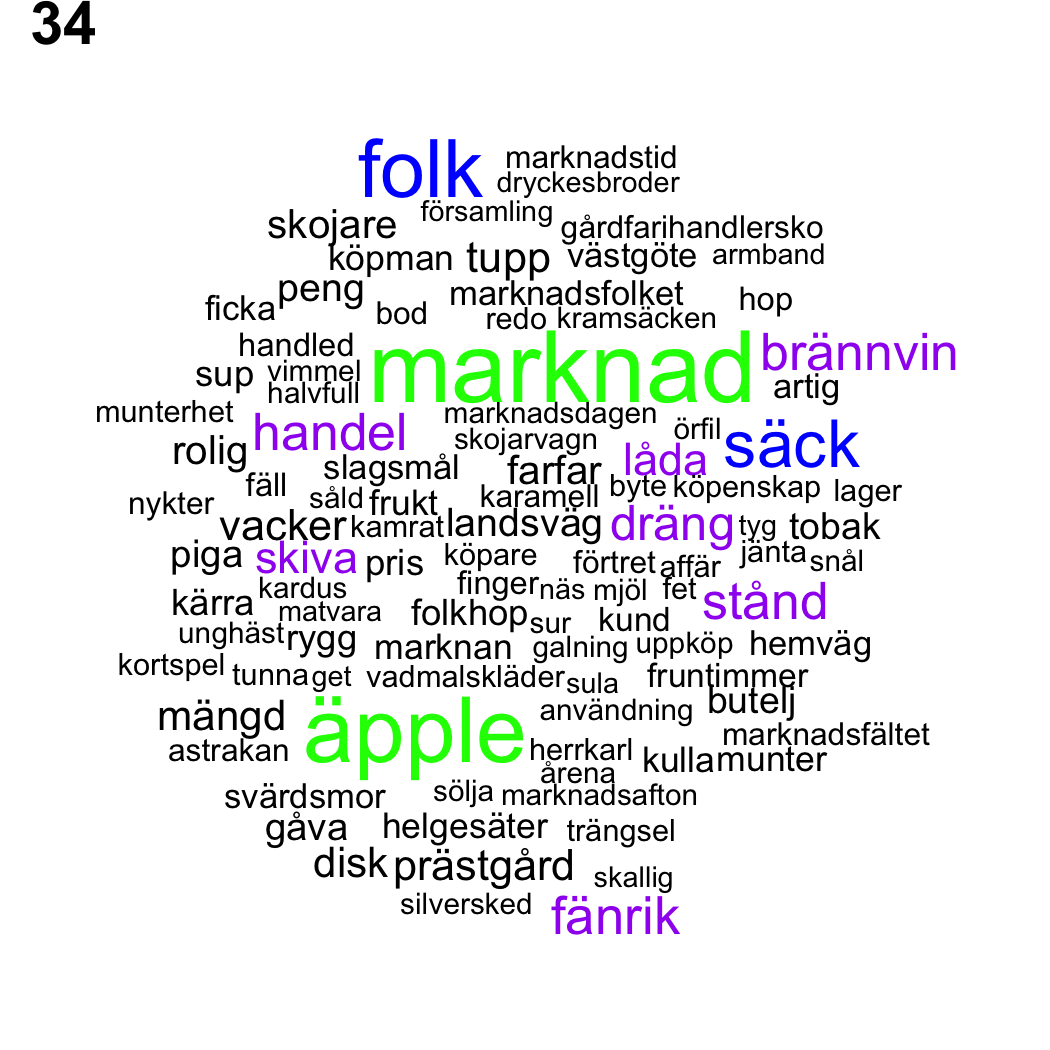 34
folk marknadstid
dryckesbroder
skojare församling gårdfarihandlersko
köpman tupp västgöte armband
ficka peng bod marknadsfolket hop
redo kramsäcken
handled marknad brännvin
sup vimmel artig
halvfull
munterhet handel marknadsdagen örfil säck
rolig skojarvagn låda
slagsmål farfar
fäll byte köpenskap lager
nykter såld frukt karamell
vacker kamrat landsväg dräng tyg tobak
piga skiva pris köpare förtret affär jänta snål
kardus finger näs mjöl fet stånd
kärra matvara folkhop sur kund
unghäst rygg marknan galning uppköp hemväg
kortspel tunna get vadmalskläder sula fruntimmer
mängd äpple användning butelj
astrakan herrkarl kulla munter marknadsfältet
årena
svärdsmor sölja marknadsafton
gåva helgesäter trängsel
disk prästgård skallig
silversked fänrik